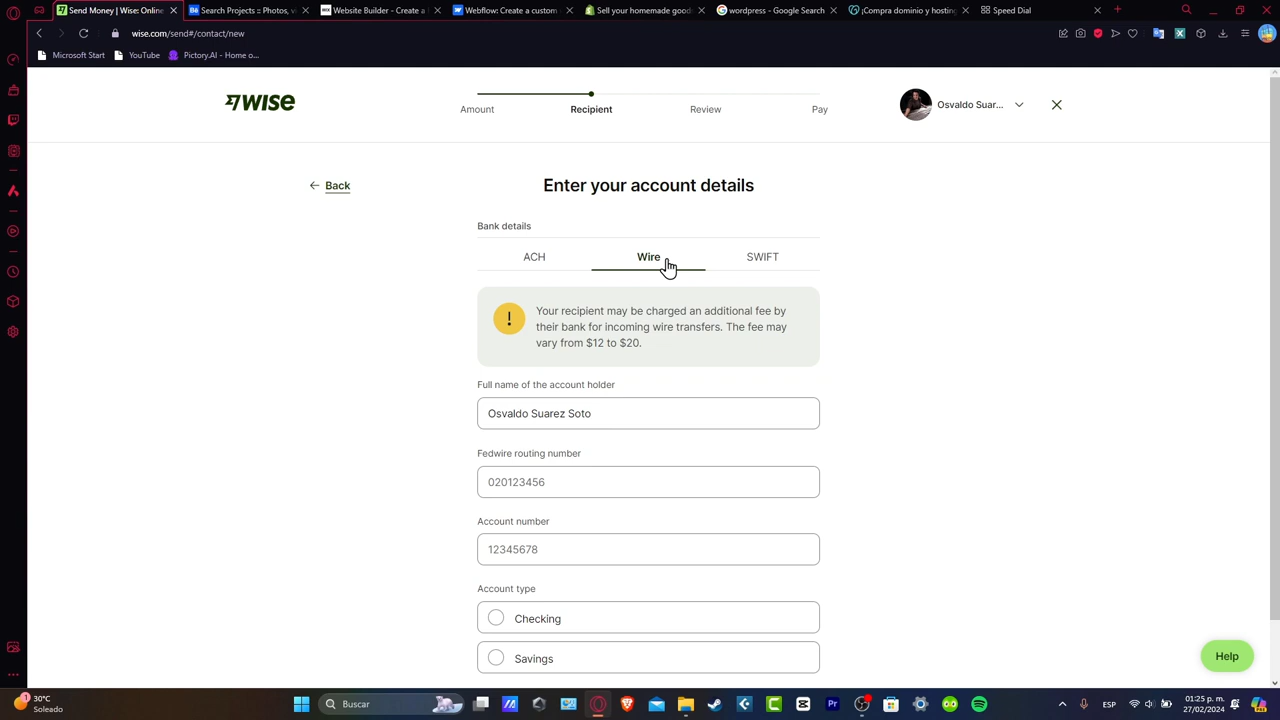 Send Money | Wise: Online
Search Projects :: Photos, vi
Website Builder - Create a
Webflow: Create a custom
Sell your homemade good
wordpress - Google Search
¡Compra dominio y hosting
Speed Dial
wise.com/send#/contact/new
Microsoft Start
YouTube
Pictory.AI - Home o...
WISE
Amount
Recipient
Review
Pay
Osvaldo Suar...
Back
Enter your account details
Bank details
ACH
Wire
SWIFT
Your recipient may be charged an additional fee by
their bank for incoming wire transfers. The fee may
vary from $12 to $20.
Full name of the account holder
Osvaldo Suarez Soto
Fedwire routing number
020123456
Account number
12345678
Account type
Checking
Savings
Help
30°C
Soleado
Buscar
ESP
01:25 p. m.
27/02/2024